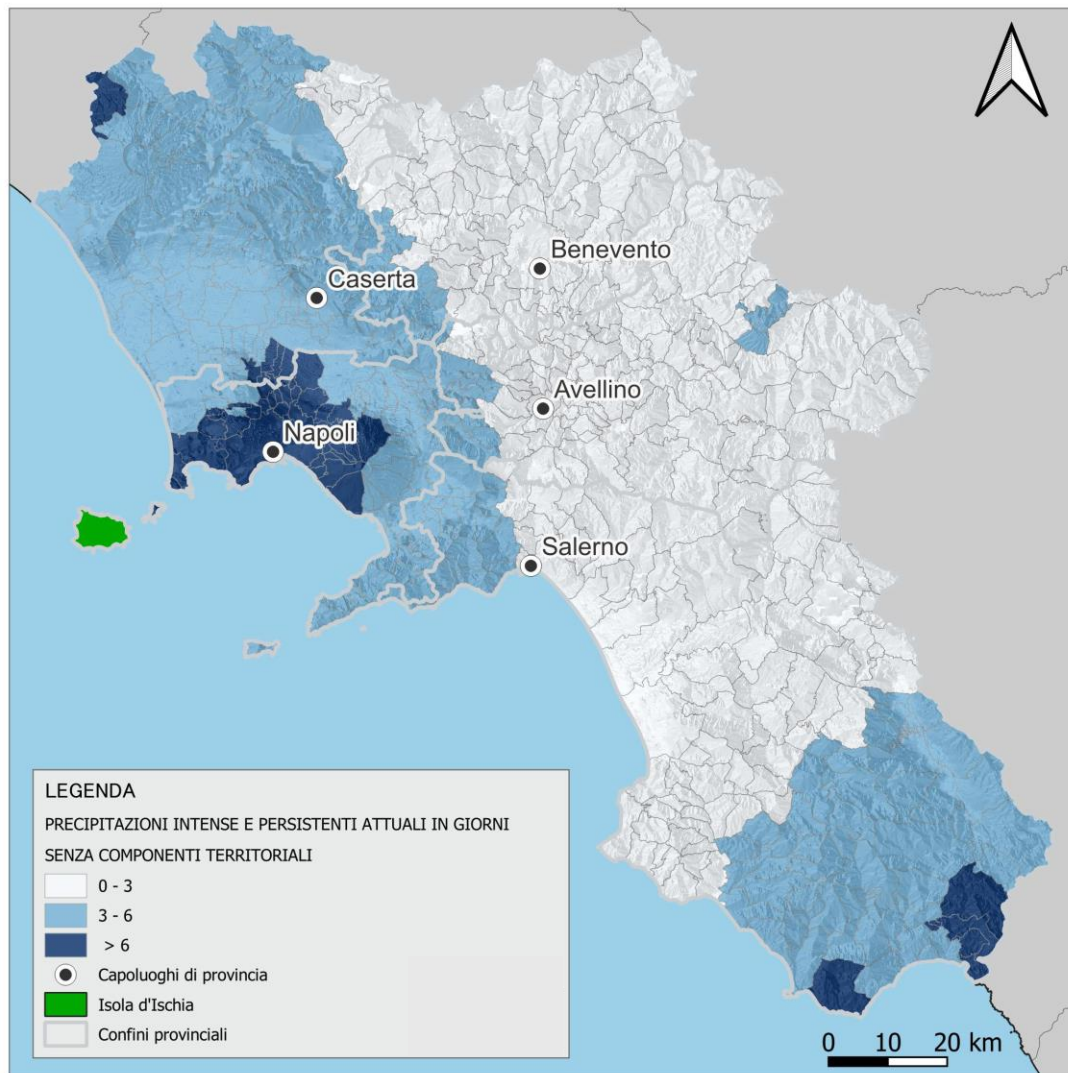 Benevento
Caserta
Avellino
Napoli
Salerno
LEGENDA
PRECIPITAZIONI INTENSE E PERSISTENTI ATTUALI IN GIORNI
SENZA COMPONENTI TERRITORIALI
0 - 3
3 - 6
> 6
Capoluoghi di provincia
Isola d'Ischia
Confini provinciali
0 10 20 km